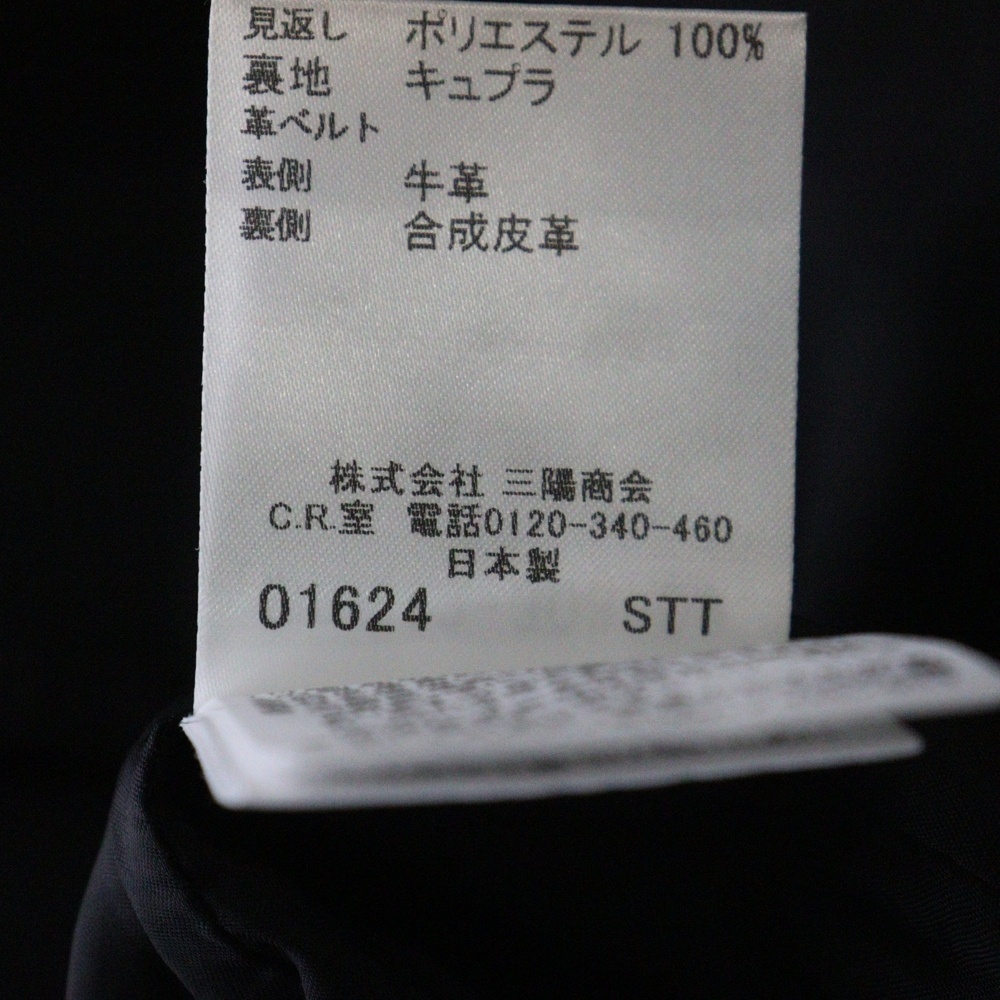 見返し ポリエステル 100%
裏地 キュプラ
革ベルト
表側 牛革
裏側 合成皮革
株式会社 三陽商会
C.R.室 電話0120-340-460
日本製
01624 STT